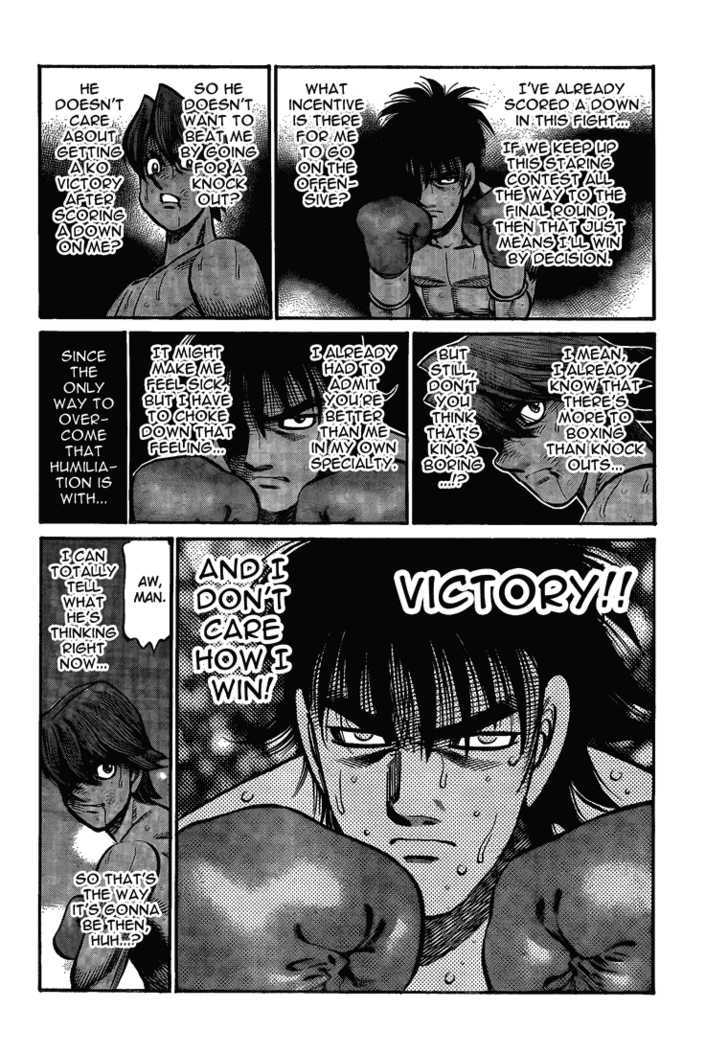 I'VE ALREADY
SCORED A DOWN
IN THIS FIGHT...
IF WE KEEP UP
THIS STARING
CONTEST ALL
THE WAY TO THE
FINAL ROUND,
THEN THAT JUST
MEANS I'LL WIN
BY DECISION.
WHAT
INCENTIVE
IS THERE
FOR ME
TO GO
ON THE
OFFEN-
SIVE?
SO HE
DOESN'T
WANT TO
BEAT ME
BY GOING
FOR A
KNOCK
OUT?
HE
DOESN'T
CARE
ABOUT
GETTING
A KO
VICTORY
AFTER
SCORING
A DOWN
ON ME?
I MEAN,
I ALREADY
KNOW THAT
THERE'S
MORE TO
BOXING
THAN KNOCK
OUTS...
BUT
STILL,
DON'T
YOU
THINK
THAT'S
KINDA
BORING
...!?
I ALREADY
HAD TO
ADMIT
YOU'RE
BETTER
THAN ME
IN MY OWN
SPECIALTY.
IT MIGHT
MAKE ME
FEEL SICK,
BUT I HAVE
TO CHOKE
DOWN THAT
FEELING...
SINCE
THE
ONLY
WAY TO
OVER-
COME
THAT
HUMILIA-
TION IS
WITH...
VICTORY!!
AND I
DON'T
CARE
HOW I
WIN!
AW,
MAN.
I CAN
TOTALLY
TELL
WHAT
HE'S
THINKING
RIGHT
NOW...
SO THAT'S
THE WAY
IT'S GONNA
BE THEN,
HUH...?